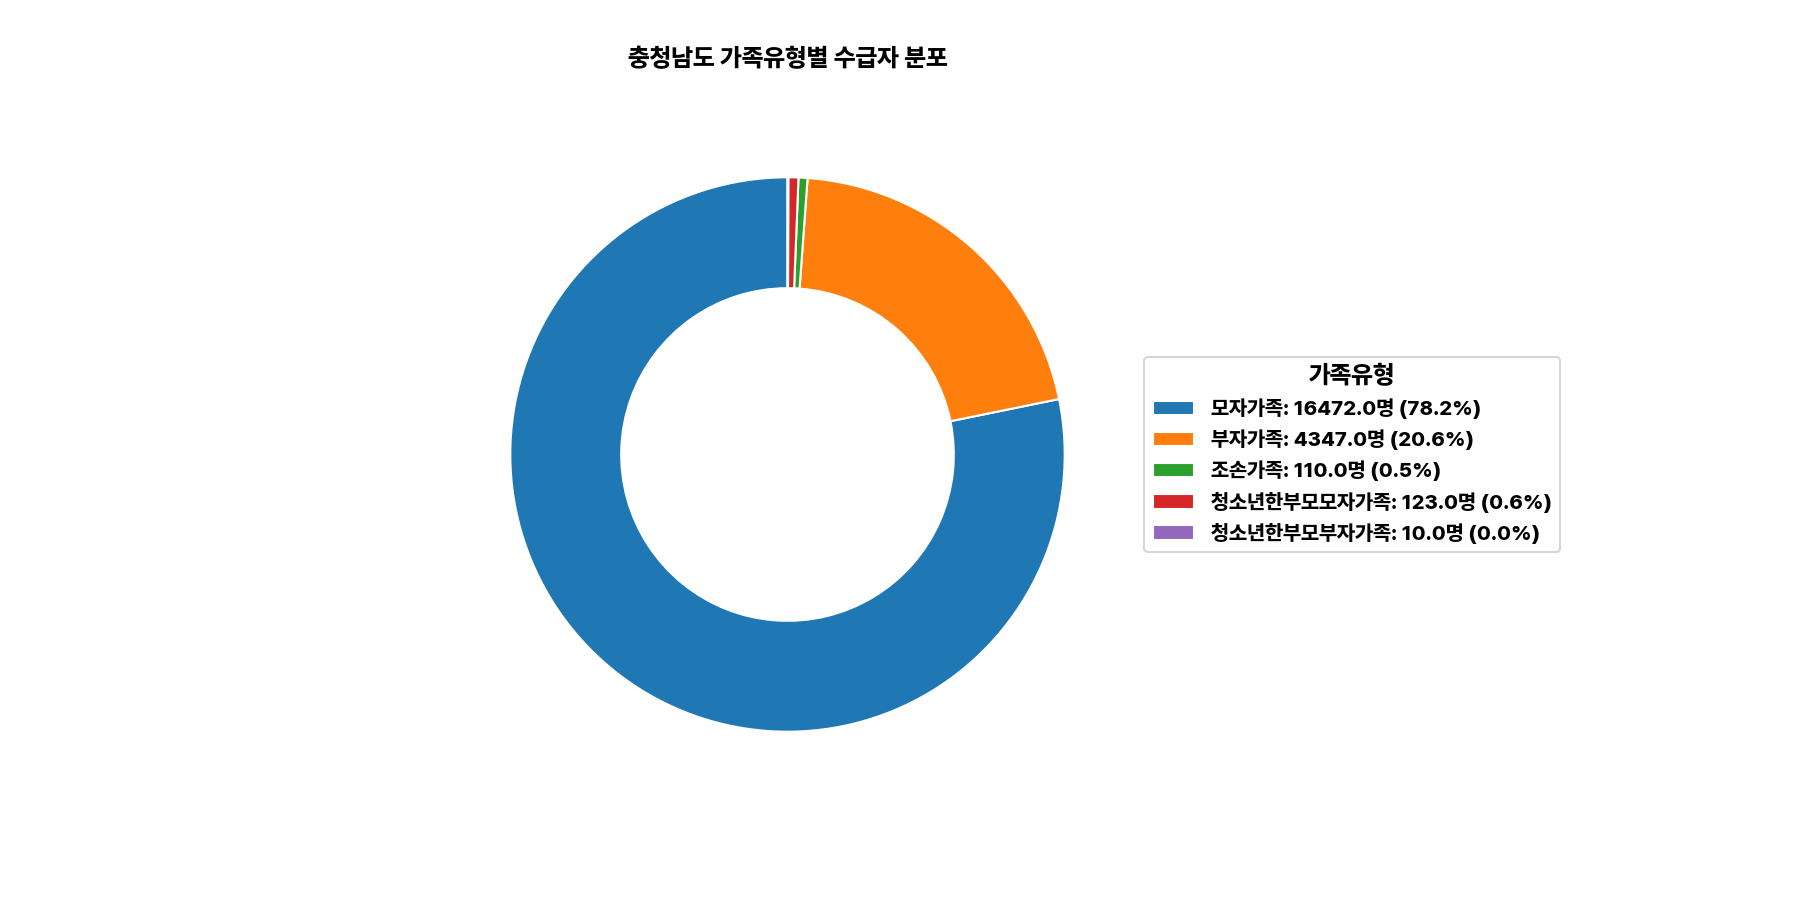 충청남도 가족유형별 수급자 분포
가족유형
모자가족: 16472.0명 (78.2%)
부자가족: 4347.0명 (20.6%)
조손가족: 110.0명 (0.5%)
청소년한부모모자가족: 123.0명 (0.6%)
청소년한부모부자가족: 10.0명 (0.0%)